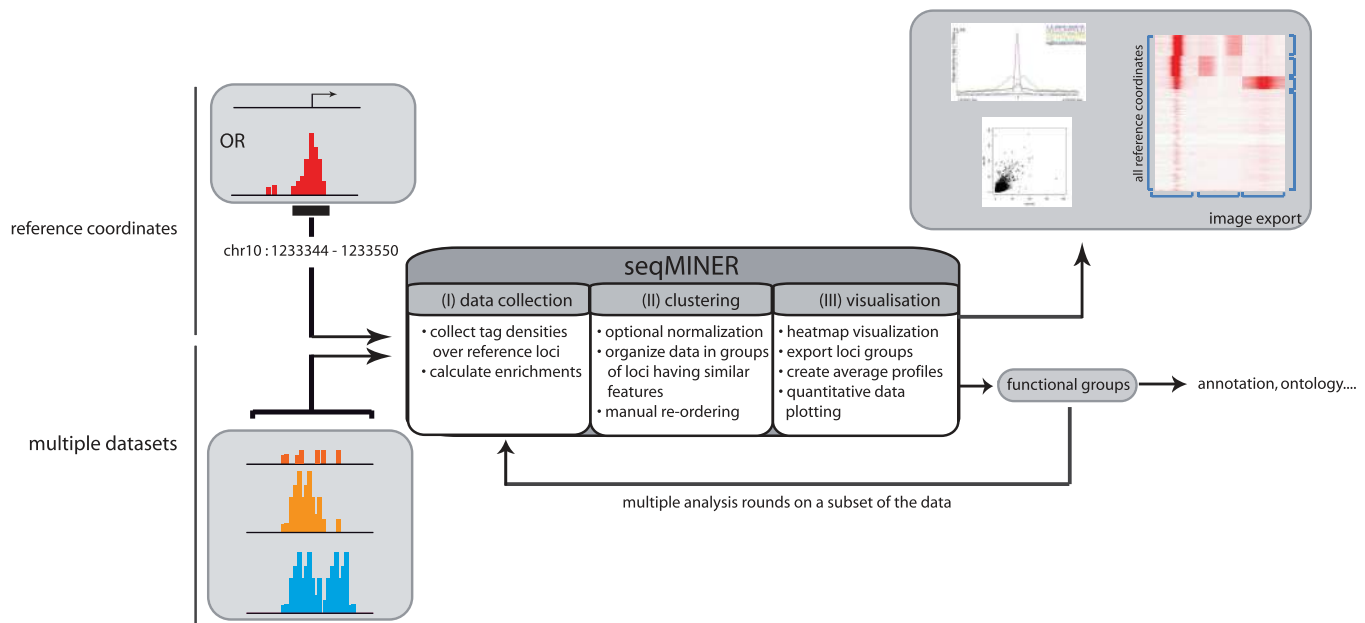 reference coordinates
OR
chr10 : 1233344 - 1233550
multiple datasets
seqMINER
(I) data collection
• collect tag densities
over reference loci
• calculate enrichments
(II) clustering
• optional normalization
• organize data in groups
of loci having similar
features
• manual re-ordering
(III) visualisation
• heatmap visualization
• export loci groups
• create average profiles
• quantitative data
plotting
all reference coordinates
image export
functional groups
annotation, ontology....
multiple analysis rounds on a subset of the data